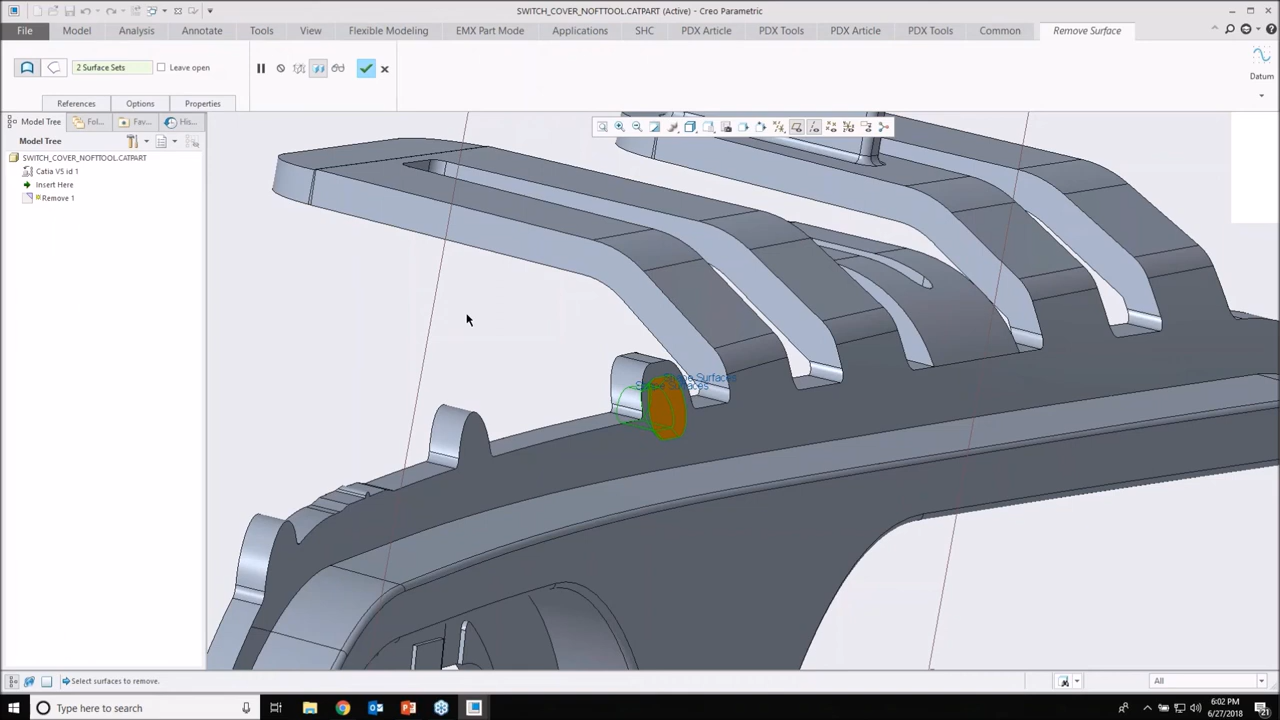 SWITCH_COVER_NOFTTOOL.CATPART (Active) - Creo Parametric
File Model Analysis Annotate Tools View Flexible Modeling EMX Part Mode Applications SHC PDX Article PDX Tools PDX Article PDX Tools Common Remove Surface
2 Surface Sets Leave open
Datum
References Options Properties
Model Tree Fol... Fav... His...
Model Tree
SWITCH_COVER_NOFTTOOL.CATPART
Catia V5 id 1
Insert Here
Remove 1
Surfaces
Surfaces
Select surfaces to remove.
All
Type here to search
6:02 PM
6/27/2018
21